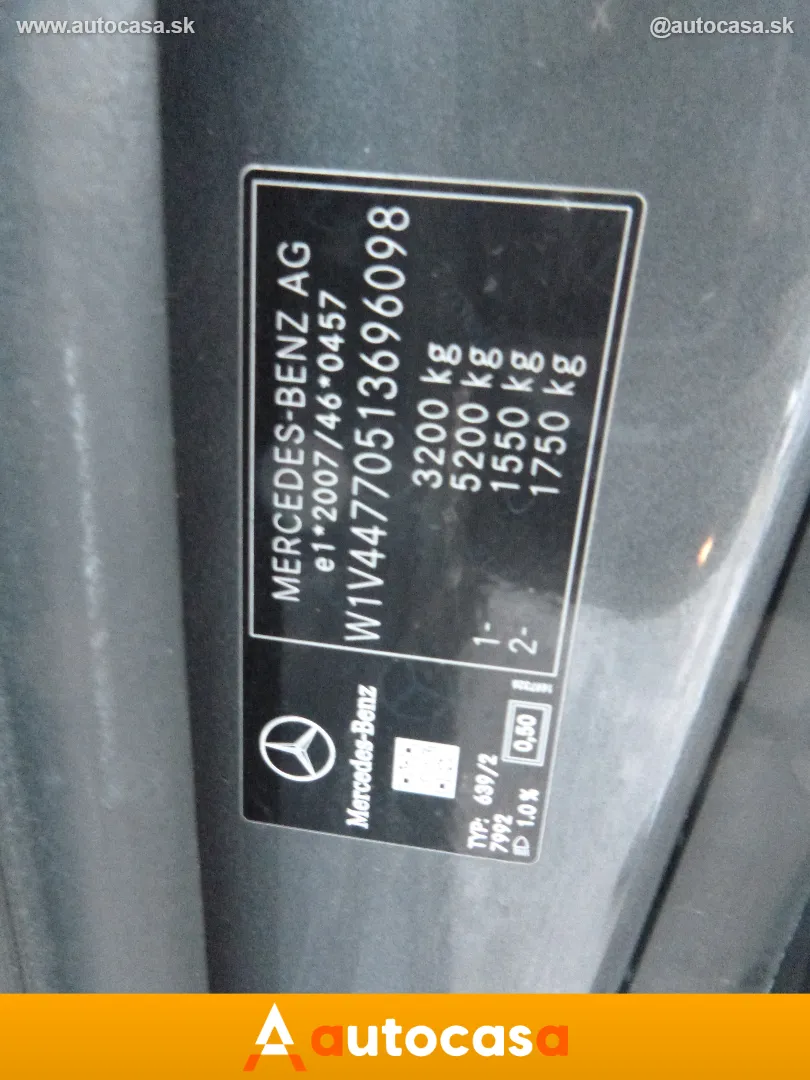 www.autocasa.sk
@autocasa.sk
MERCEDES-BENZ AG
e1*2007/46*0457
W1V44770513696098
3200 kg
5200 kg
1- 1550 kg
2- 1750 kg
Mercedes-Benz
TYP: 639/2
7992
1.0 %
0,50
autocasa